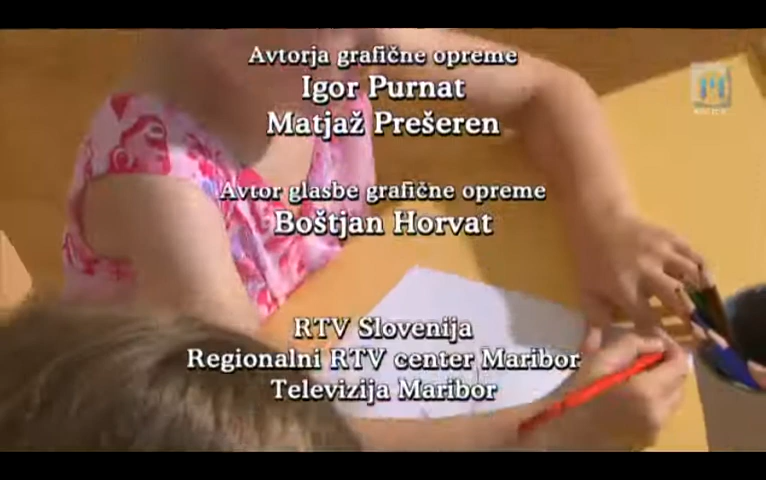 Avtorja grafične opreme
Igor Purnat
Matjaž Prešeren
Avtor glasbe grafične opreme
Boštjan Horvat
RTV Slovenija
Regionalni RTV center Maribor
Televizija Maribor